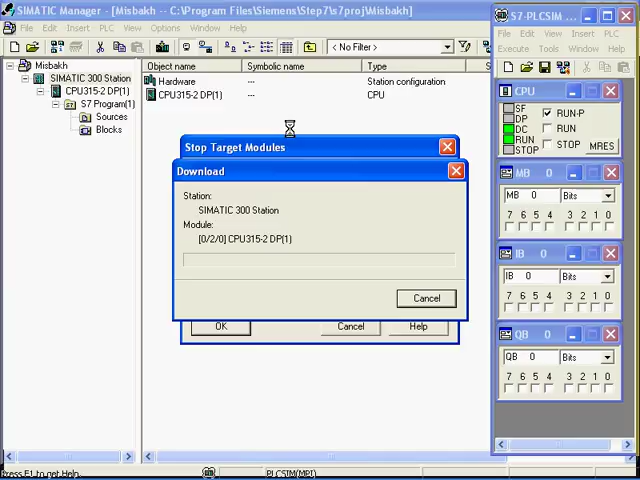 SIMATIC Manager - [Misbakh -- C:\Program Files\Siemens\Step7\s7proj\Misbakh]
File Edit Insert PLC View Options Window Help
< No Filter >
Misbakh
SIMATIC 300 Station
CPU315-2 DP(1)
S7 Program(1)
Sources
Blocks
Object name Symbolic name Type S
Hardware --- Station configuration
CPU315-2 DP(1) --- CPU
Stop Target Modules
Download
Station:
SIMATIC 300 Station
Module:
[0/2/0] CPU315-2 DP(1)
Cancel
OK Cancel Help
Press F1 to get Help.
PLCSIM(MPI)
S7-PLCSIM
File Edit View Insert PLC
Execute Tools Window
CPU
SF
DP
DC
RUN
STOP
RUN-P
RUN
STOP
MRES
MB 0
MB 0 Bits
7 6 5 4 3 2 1 0
IB 0
IB 0 Bits
7 6 5 4 3 2 1 0
QB 0
QB 0 Bits
7 6 5 4 3 2 1 0